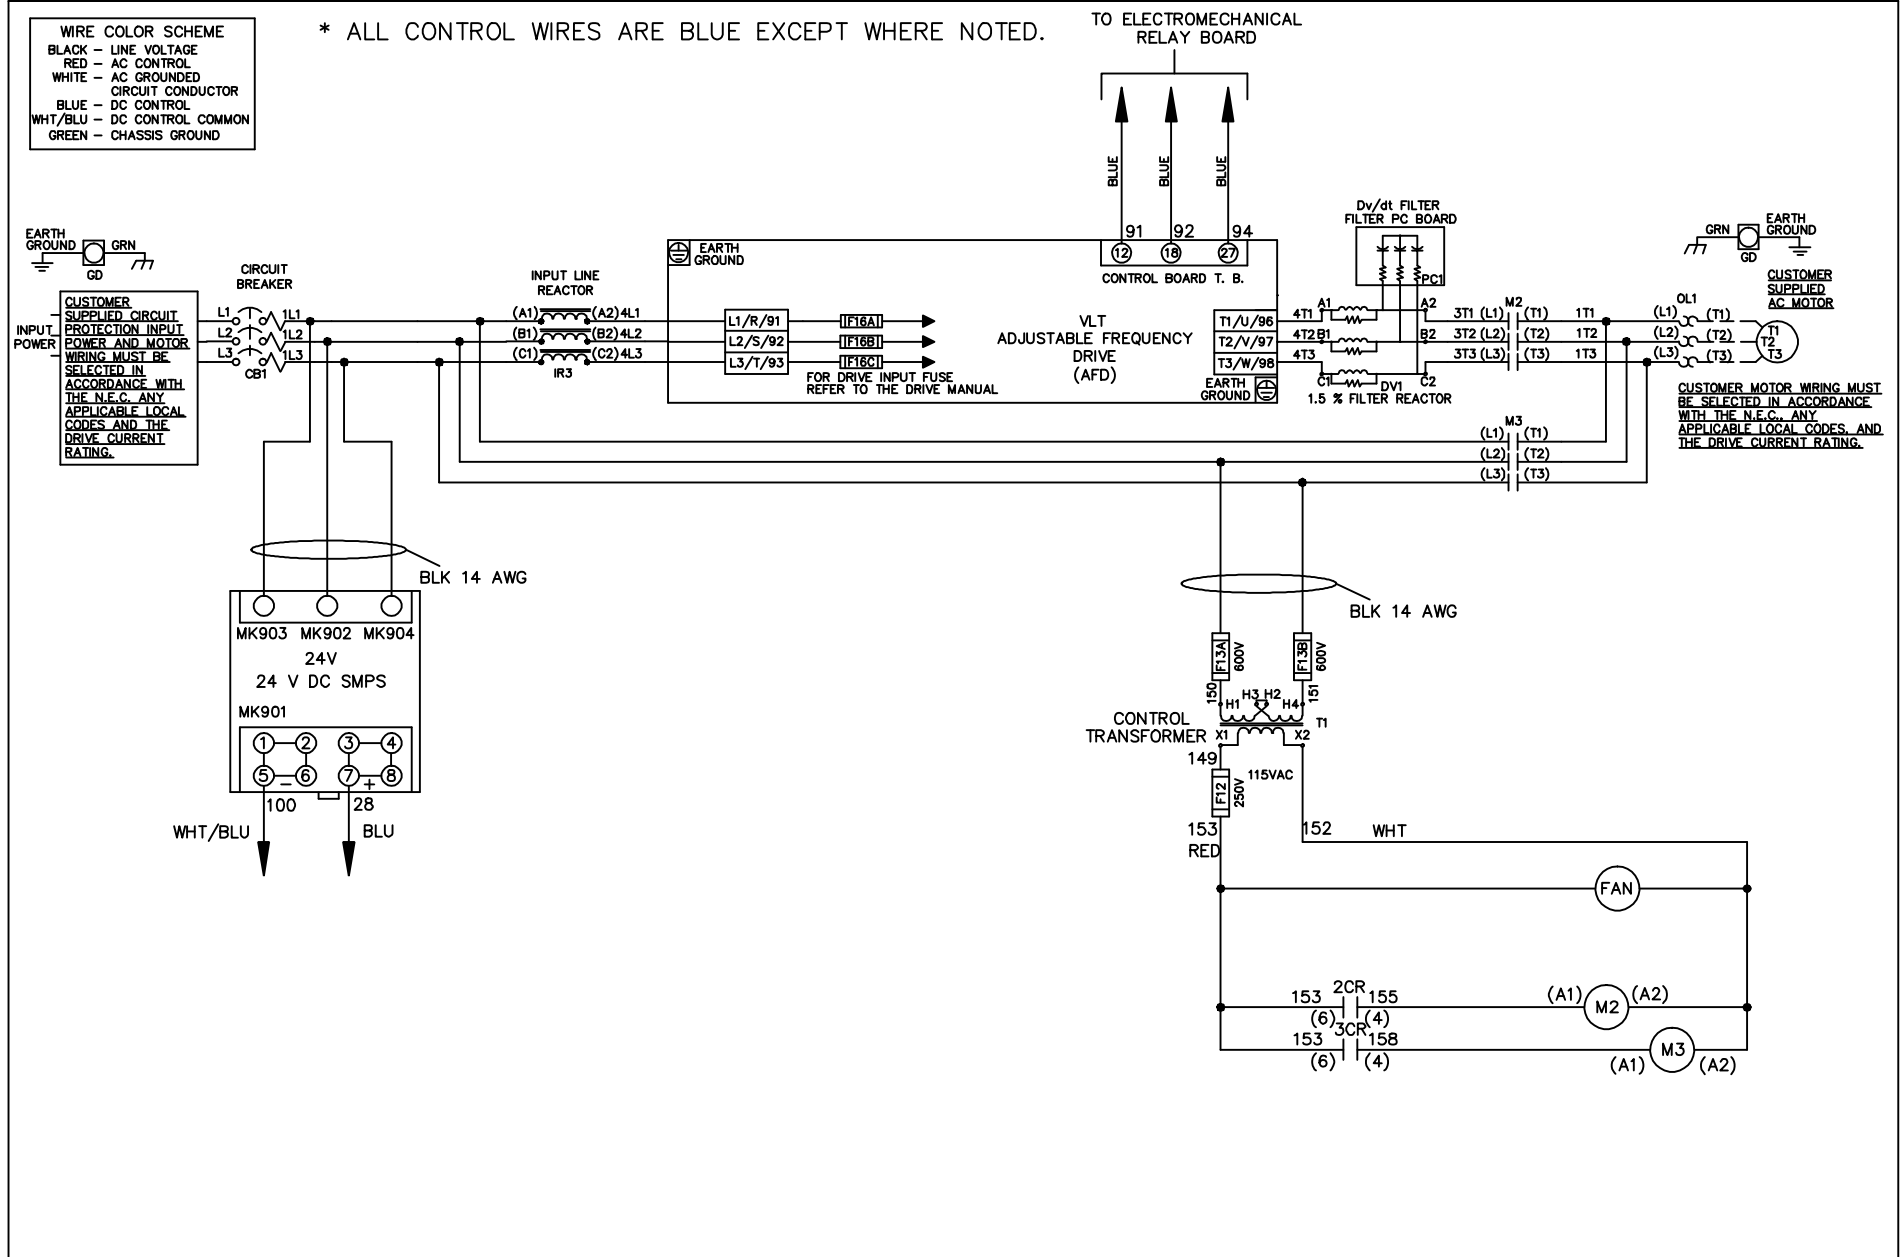 WIRE COLOR SCHEME
BLACK – LINE VOLTAGE
RED – AC CONTROL
WHITE – AC GROUNDED
CIRCUIT CONDUCTOR
BLUE – DC CONTROL
WHT/BLU – DC CONTROL COMMON
GREEN – CHASSIS GROUND
* ALL CONTROL WIRES ARE BLUE EXCEPT WHERE NOTED.
TO ELECTROMECHANICAL
RELAY BOARD
BLUE
BLUE
BLUE
91
92
94
12
18
27
CONTROL BOARD T. B.
EARTH
GROUND
GRN
GD
CUSTOMER
SUPPLIED CIRCUIT
PROTECTION INPUT
POWER AND MOTOR
WIRING MUST BE
SELECTED IN
ACCORDANCE WITH
THE N.E.C. ANY
APPLICABLE LOCAL
CODES AND THE
DRIVE CURRENT
RATING.
INPUT
POWER
CIRCUIT
BREAKER
L1
1L1
L2
1L2
L3
1L3
CB1
INPUT LINE
REACTOR
(A1)
(A2)
4L1
(B1)
(B2)
4L2
(C1)
(C2)
4L3
IR3
EARTH
GROUND
L1/R/91
L2/S/92
L3/T/93
F16A
F16B
F16C
FOR DRIVE INPUT FUSE
REFER TO THE DRIVE MANUAL
VLT
ADJUSTABLE FREQUENCY
DRIVE
(AFD)
T1/U/96
T2/V/97
T3/W/98
EARTH
GROUND
Dv/dt FILTER
FILTER PC BOARD
PC1
4T1
A1
A2
4T2
B1
B2
4T3
C1
C2
DV1
1.5 % FILTER REACTOR
M2
3T1 (L1) (T1) 1T1
3T2 (L2) (T2) 1T2
3T3 (L3) (T3) 1T3
OL1
(L1) (T1)
(L2) (T2)
(L3) (T3)
T1
T2
T3
GRN
EARTH
GROUND
GD
CUSTOMER
SUPPLIED
AC MOTOR
CUSTOMER MOTOR WIRING MUST
BE SELECTED IN ACCORDANCE
WITH THE N.E.C., ANY
APPLICABLE LOCAL CODES, AND
THE DRIVE CURRENT RATING.
M3
(L1) (T1)
(L2) (T2)
(L3) (T3)
BLK 14 AWG
MK903 MK902 MK904
24V
24 V DC SMPS
MK901
1 2 3 4
5 – 6 7 + 8
100
28
WHT/BLU
BLU
BLK 14 AWG
F13A
600V
F13B
600V
150
151
H1
H3 H2
H4
CONTROL
TRANSFORMER
T1
X1
X2
149
115VAC
F12
250V
153
RED
152
WHT
FAN
153
2CR
155
(6)
(4)
(A1)
M2
(A2)
153
3CR
158
(6)
(4)
(A1)
M3
(A2)